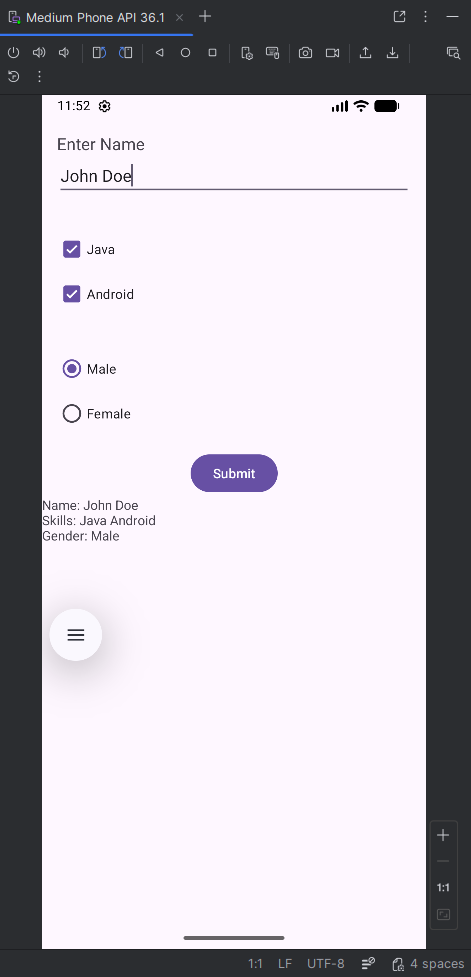 Medium Phone API 36.1
11:52
Enter Name
John Doe
Java
Android
Male
Female
Submit
Name: John Doe
Skills: Java Android
Gender: Male
1:1
1:1 LF UTF-8 4 spaces